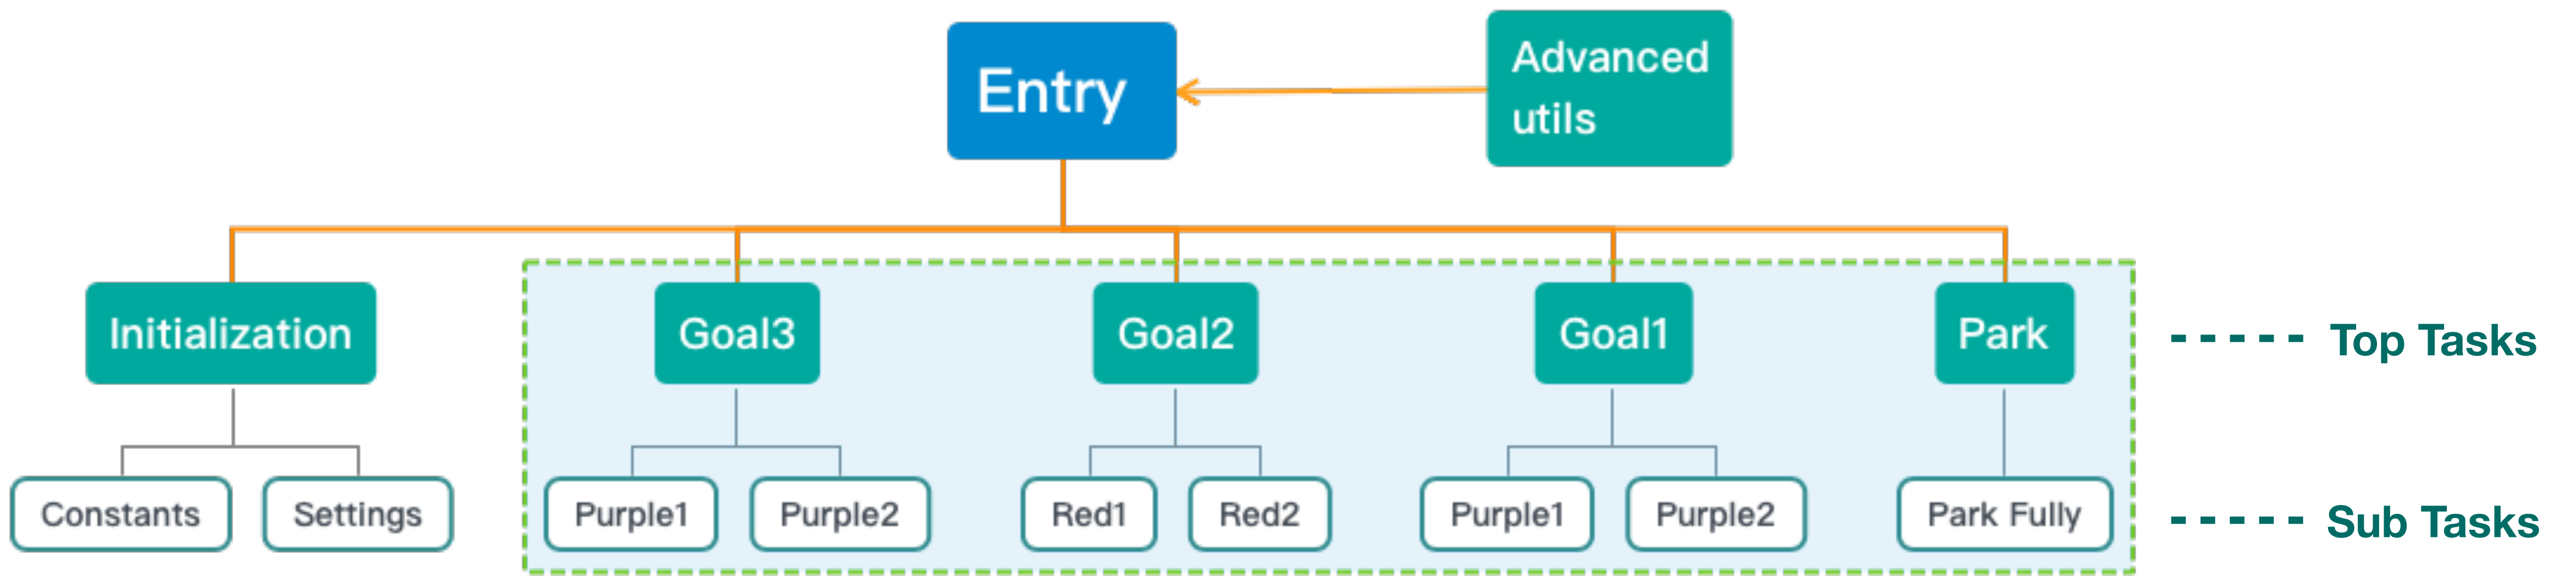 Entry
Advanced
utils
Initialization
Goal3
Goal2
Goal1
Park
Top Tasks
Constants
Settings
Purple1
Purple2
Red1
Red2
Purple1
Purple2
Park Fully
Sub Tasks